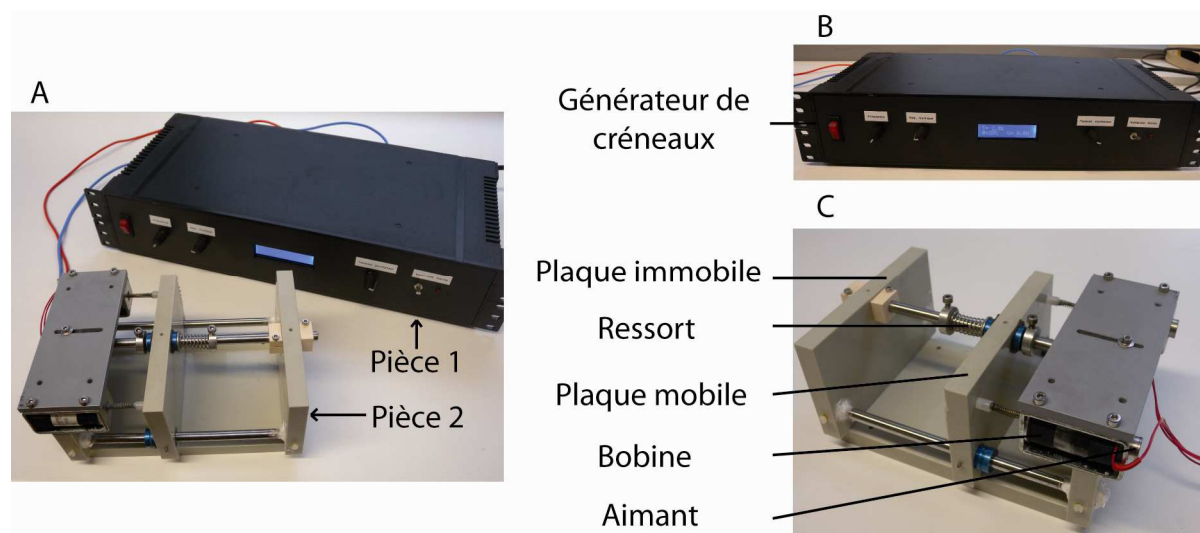 A
Pièce 1
Pièce 2
B
Générateur de
créneaux
C
Plaque immobile
Ressort
Plaque mobile
Bobine
Aimant